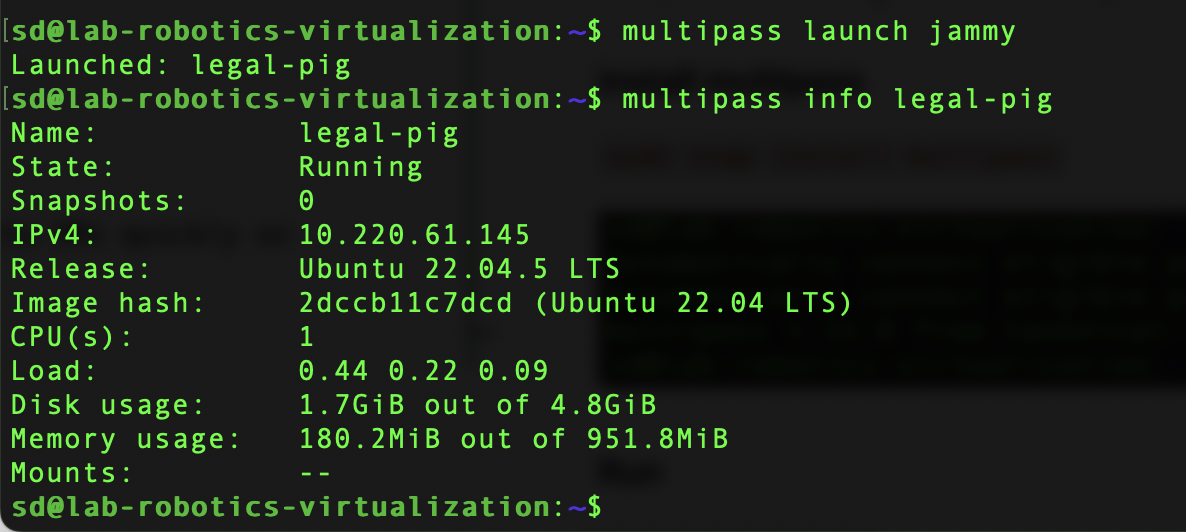 [sd@lab-robotics-virtualization:~$ multipass launch jammy
Launched: legal-pig
[sd@lab-robotics-virtualization:~$ multipass info legal-pig
Name:           legal-pig
State:          Running
Snapshots:      0
IPv4:           10.220.61.145
Release:        Ubuntu 22.04.5 LTS
Image hash:     2dccb11c7dcd (Ubuntu 22.04 LTS)
CPU(s):         1
Load:           0.44 0.22 0.09
Disk usage:     1.7GiB out of 4.8GiB
Memory usage:   180.2MiB out of 951.8MiB
Mounts:         --
sd@lab-robotics-virtualization:~$